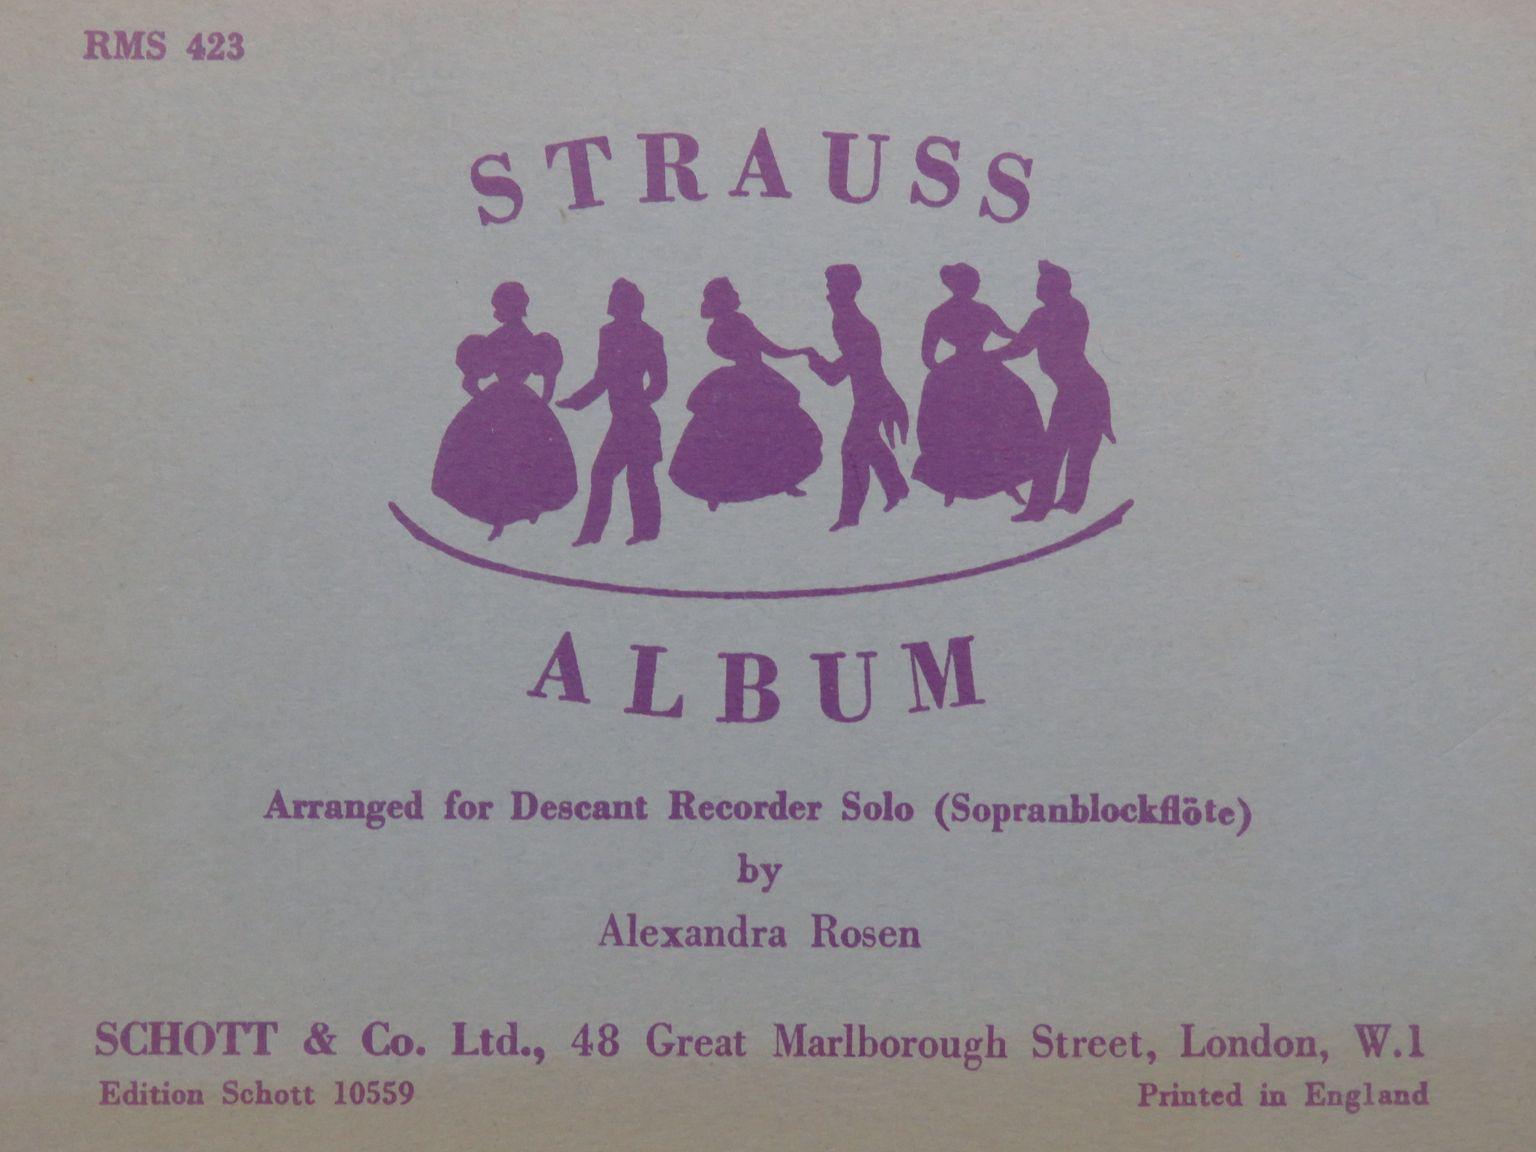 RMS 423
STRAUSS
ALBUM
Arranged for Descant Recorder Solo (Sopranblockflöte)
by
Alexandra Rosen
SCHOTT & Co. Ltd., 48 Great Marlborough Street, London, W.1
Edition Schott 10559 Printed in England